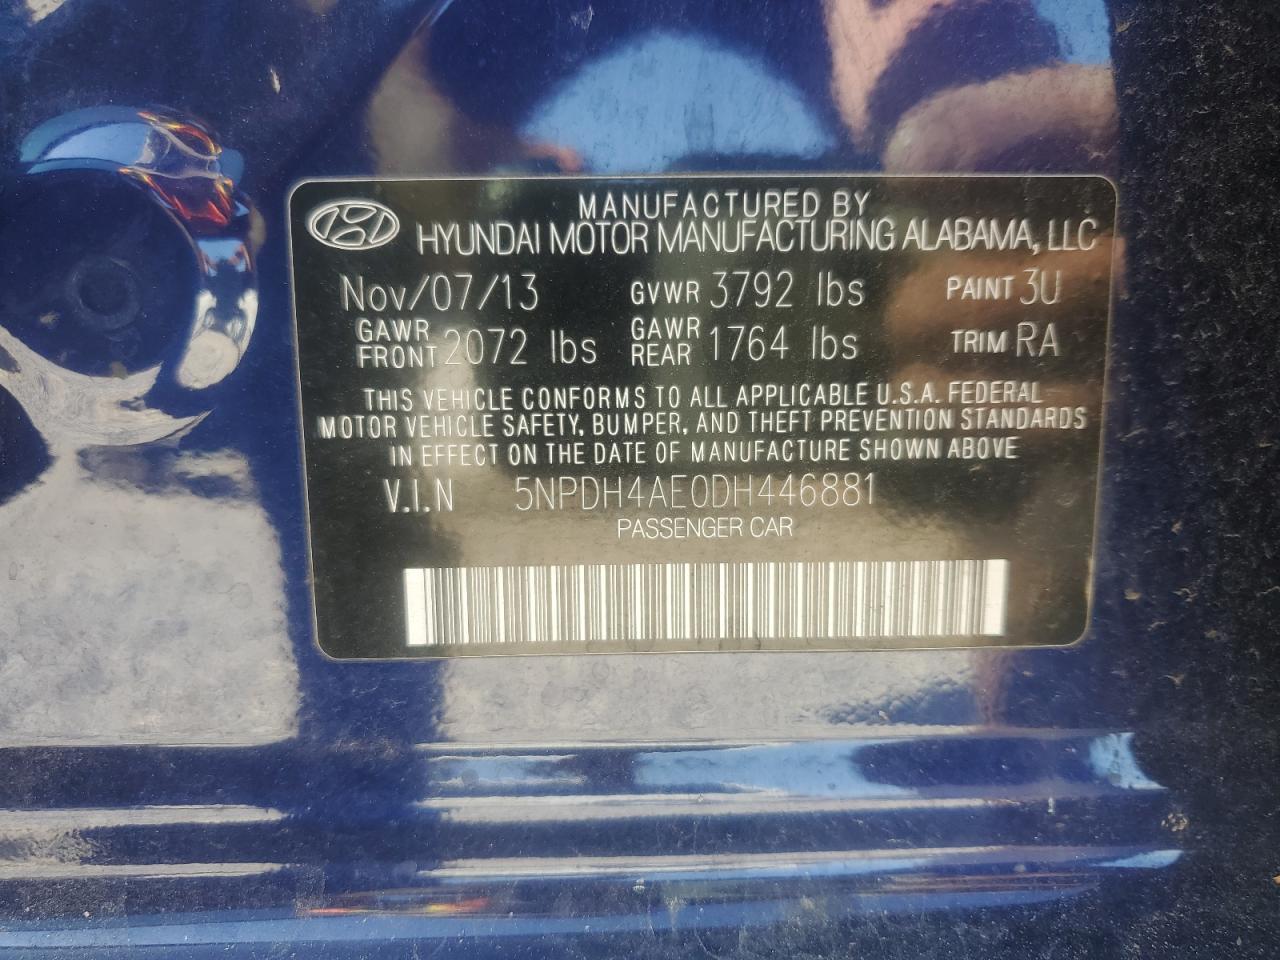 MANUFACTURED BY
HYUNDAI MOTOR MANUFACTURING ALABAMA, LLC
Nov/07/13 GVWR 3792 lbs PAINT 3U
GAWR FRONT 2072 lbs GAWR REAR 1764 lbs TRIM RA
THIS VEHICLE CONFORMS TO ALL APPLICABLE U.S.A. FEDERAL
MOTOR VEHICLE SAFETY, BUMPER, AND THEFT PREVENTION STANDARDS
IN EFFECT ON THE DATE OF MANUFACTURE SHOWN ABOVE
V.I.N 5NPDH4AE0DH446881
PASSENGER CAR